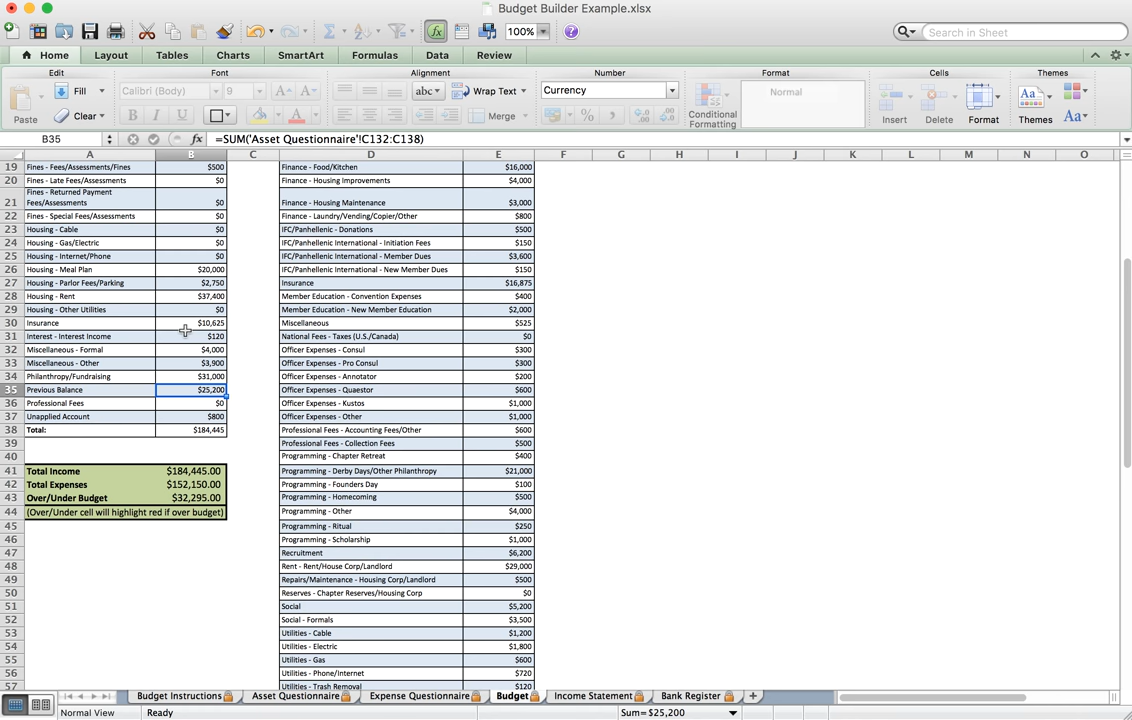 Budget Builder Example.xlsx
100%
Search in Sheet
Home Layout Tables Charts SmartArt Formulas Data Review
Edit Font Alignment Number Format Cells Themes
Fill Calibri (Body) 9 abc Wrap Text Currency Normal
Paste Clear B I U A Merge % Conditional Formatting Insert Delete Format Themes Aa
B35 fx =SUM('Asset Questionnaire'!C132:C138)
A B C D E F G H I J K L M N O
19 Fines - Fees/Assessments/Fines $500 Finance - Food/Kitchen $16,000
20 Fines - Late Fees/Assessments $0 Finance - Housing Improvements $4,000
Fines - Returned Payment
21 Fees/Assessments $0 Finance - Housing Maintenance $3,000
22 Fines - Special Fees/Assessments $0 Finance - Laundry/Vending/Copier/Other $800
23 Housing - Cable $0 IFC/Panhellenic - Donations $500
24 Housing - Gas/Electric $0 IFC/Panhellenic International - Initiation Fees $150
25 Housing - Internet/Phone $0 IFC/Panhellenic International - Member Dues $3,600
26 Housing - Meal Plan $20,000 IFC/Panhellenic International - New Member Dues $150
27 Housing - Parlor Fees/Parking $2,750 Insurance $16,875
28 Housing - Rent $37,400 Member Education - Convention Expenses $400
29 Housing - Other Utilities $0 Member Education - New Member Education $2,000
30 Insurance $10,625 Miscellaneous $525
31 Interest - Interest Income $120 National Fees - Taxes (U.S./Canada) $0
32 Miscellaneous - Formal $4,000 Officer Expenses - Consul $300
33 Miscellaneous - Other $3,900 Officer Expenses - Pro Consul $300
34 Philanthropy/Fundraising $31,000 Officer Expenses - Annotator $200
35 Previous Balance $25,200 Officer Expenses - Quaestor $600
36 Professional Fees $0 Officer Expenses - Kustos $1,000
37 Unapplied Account $800 Officer Expenses - Other $1,000
38 Total: $184,445 Professional Fees - Accounting Fees/Other $600
39 Professional Fees - Collection Fees $500
40 Programming - Chapter Retreat $400
41 Total Income $184,445.00 Programming - Derby Days/Other Philanthropy $21,000
42 Total Expenses $152,150.00 Programming - Founders Day $100
43 Over/Under Budget $32,295.00 Programming - Homecoming $500
44 (Over/Under cell will highlight red if over budget) Programming - Other $4,000
45 Programming - Ritual $250
46 Programming - Scholarship $1,000
47 Recruitment $6,200
48 Rent - Rent/House Corp/Landlord $29,000
49 Repairs/Maintenance - Housing Corp/Landlord $500
50 Reserves - Chapter Reserves/Housing Corp $0
51 Social $5,200
52 Social - Formals $3,500
53 Utilities - Cable $1,200
54 Utilities - Electric $1,800
55 Utilities - Gas $600
56 Utilities - Phone/Internet $720
57 Utilities - Trash Removal $120
Budget Instructions Asset Questionnaire Expense Questionnaire Budget Income Statement Bank Register +
Normal View Ready Sum=$25,200